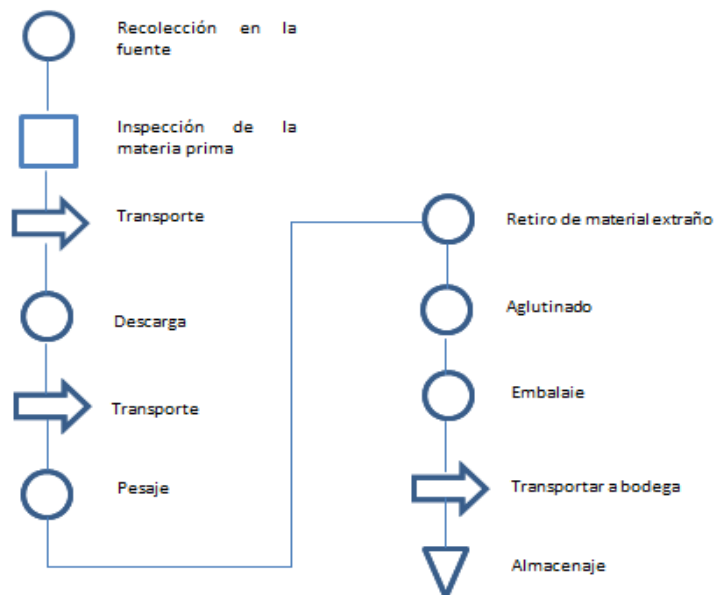 Recolección en la
fuente
Inspección de la
materia prima
Transporte
Descarga
Transporte
Pesaje
Retiro de material extraño
Aglutinado
Embalaie
Transportar a bodega
Almacenaje